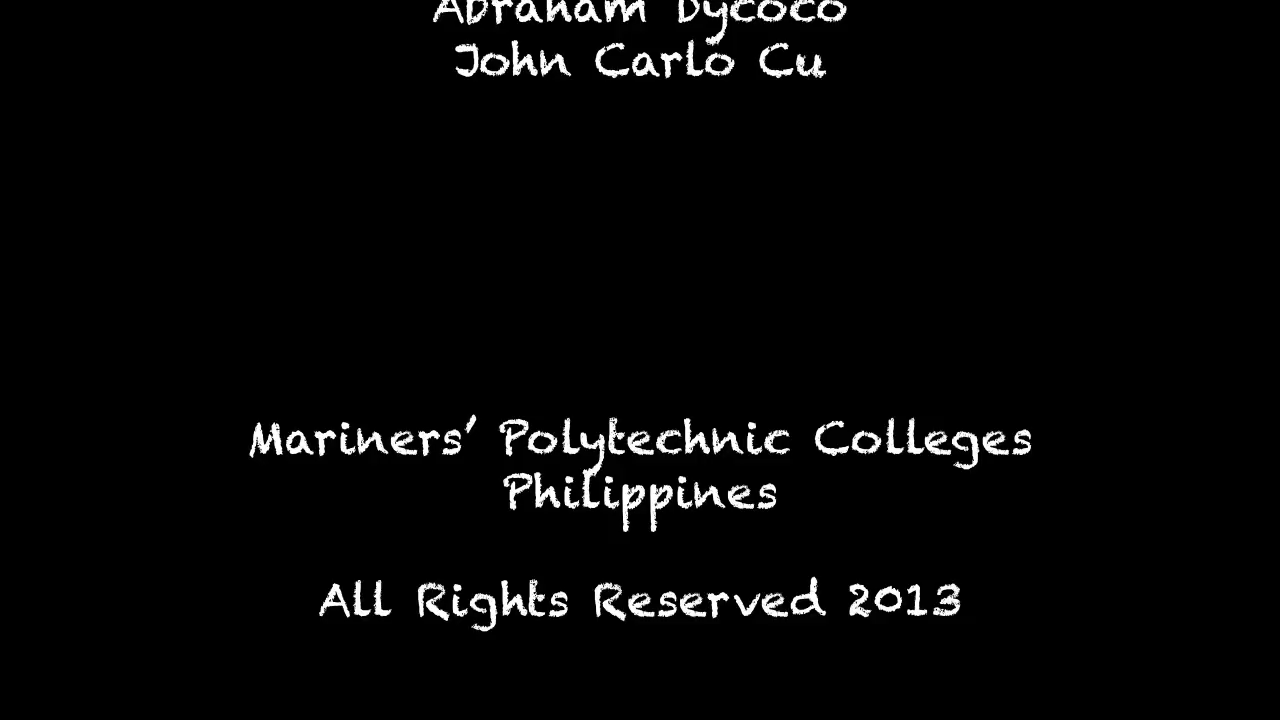 Abraham Dycoco
John Carlo Cu
Mariners' Polytechnic Colleges
Philippines
All Rights Reserved 2013